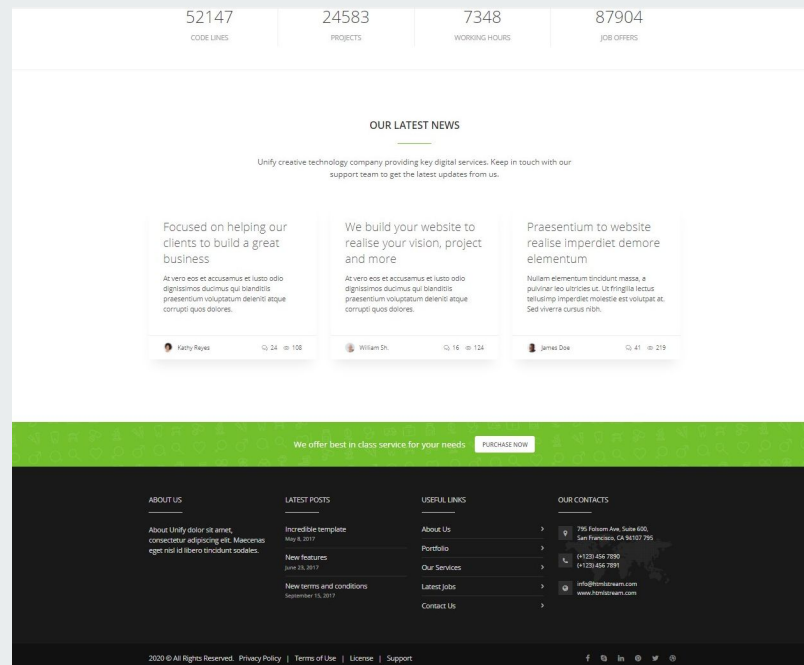 52147 24583 7348 87904
CODE LINES PROJECTS WORKING HOURS JOB OFFERS
OUR LATEST NEWS
Unify creative technology company providing key digital services. Keep in touch with our
support team to get the latest updates from us.
Focused on helping our
clients to build a great
business
At vero eos et accusamus et iusto odio
dignissimos ducimus qui blanditiis
praesentium voluptatum deleniti atque
corrupti quos dolores.
Kathy Reyes 24 108
We build your website to
realise your vision, project
and more
At vero eos et accusamus et iusto odio
dignissimos ducimus qui blanditiis
praesentium voluptatum deleniti atque
corrupti quos dolores.
William Sh. 16 124
Praesentium to website
realise imperdiet demore
elementum
Nullam elementum tincidunt massa, a
pulvinar leo ultricies ut. Ut fringilla lectus
tellusimp imperdiet molestie est volutpat at.
Sed viverra cursus nibh.
James Doe 41 219
We offer best in class service for your needs PURCHASE NOW
ABOUT US
About Unify dolor sit amet,
consectetur adipiscing elit. Maecenas
eget nisl id libero tincidunt sodales.
LATEST POSTS
Incredible template
May 8, 2017
New features
June 23, 2017
New terms and conditions
September 15, 2017
USEFUL LINKS
About Us
Portfolio
Our Services
Latest Jobs
Contact Us
OUR CONTACTS
795 Folsom Ave, Suite 600,
San Francisco, CA 94107 795
(+123) 456 7890
(+123) 456 7891
info@htmlstream.com
www.htmlstream.com
2020 © All Rights Reserved. Privacy Policy | Terms of Use | License | Support